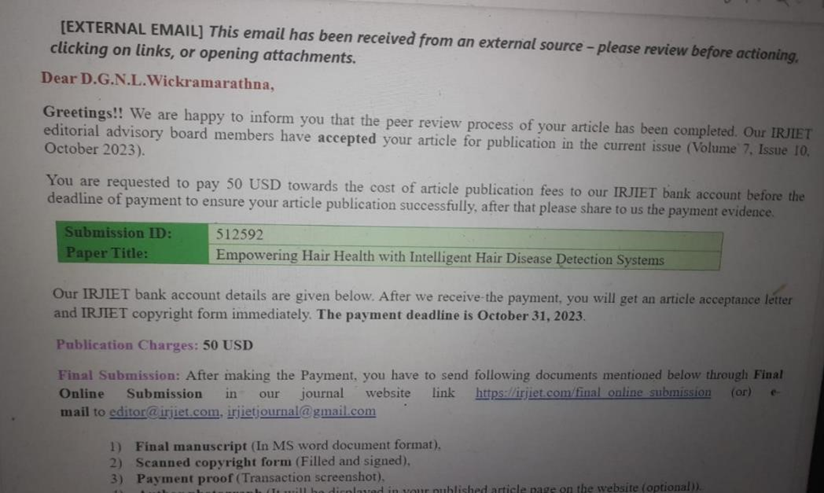 [EXTERNAL EMAIL] This email has been received from an external source – please review before actioning,
clicking on links, or opening attachments.
Dear D.G.N.L.Wickramarathna,
Greetings!! We are happy to inform you that the peer review process of your article has been completed. Our IRJIET
editorial advisory board members have accepted your article for publication in the current issue (Volume 7, Issue 10,
October 2023).
You are requested to pay 50 USD towards the cost of article publication fees to our IRJIET bank account before the
deadline of payment to ensure your article publication successfully, after that please share to us the payment evidence.
Submission ID: 512592
Paper Title: Empowering Hair Health with Intelligent Hair Disease Detection Systems
Our IRJIET bank account details are given below. After we receive the payment, you will get an article acceptance letter
and IRJIET copyright form immediately. The payment deadline is October 31, 2023.
Publication Charges: 50 USD
Final Submission: After making the Payment, you have to send following documents mentioned below through Final
Online Submission in our journal website link https://irjiet.com/final_online_submission (or) e-
mail to editor@irjiet.com, irjietjournal@gmail.com
1) Final manuscript (In MS word document format),
2) Scanned copyright form (Filled and signed),
3) Payment proof (Transaction screenshot),
(It will be displayed in your published article page on the website (optional)).